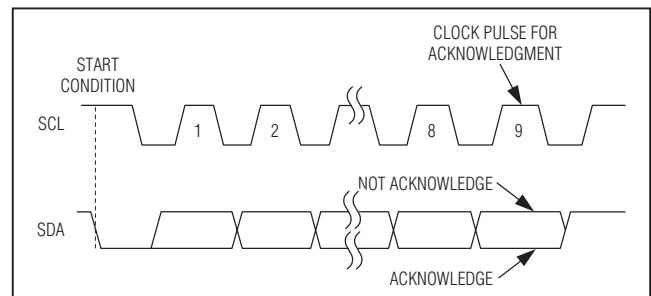 CLOCK PULSE FOR
ACKNOWLEDGMENT
START
CONDITION
SCL
1
2
8
9
NOT ACKNOWLEDGE
SDA
ACKNOWLEDGE